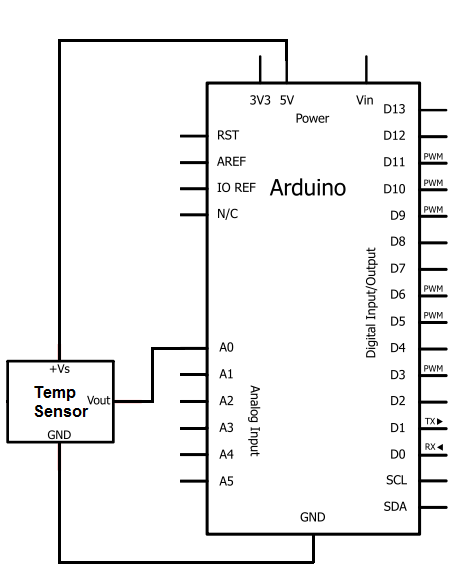 3V3 5V Vin
Power
D13
RST D12
AREF D11 PWM
IO REF Arduino D10 PWM
N/C D9 PWM
D8
D7
Digital Input/Output
D6 PWM
D5 PWM
A0 D4
+Vs
A1 D3 PWM
Temp
Sensor
Vout
GND
Analog Input
A2 D2
A3 D1 TX▶
A4 D0 RX◀
A5 SCL
SDA
GND